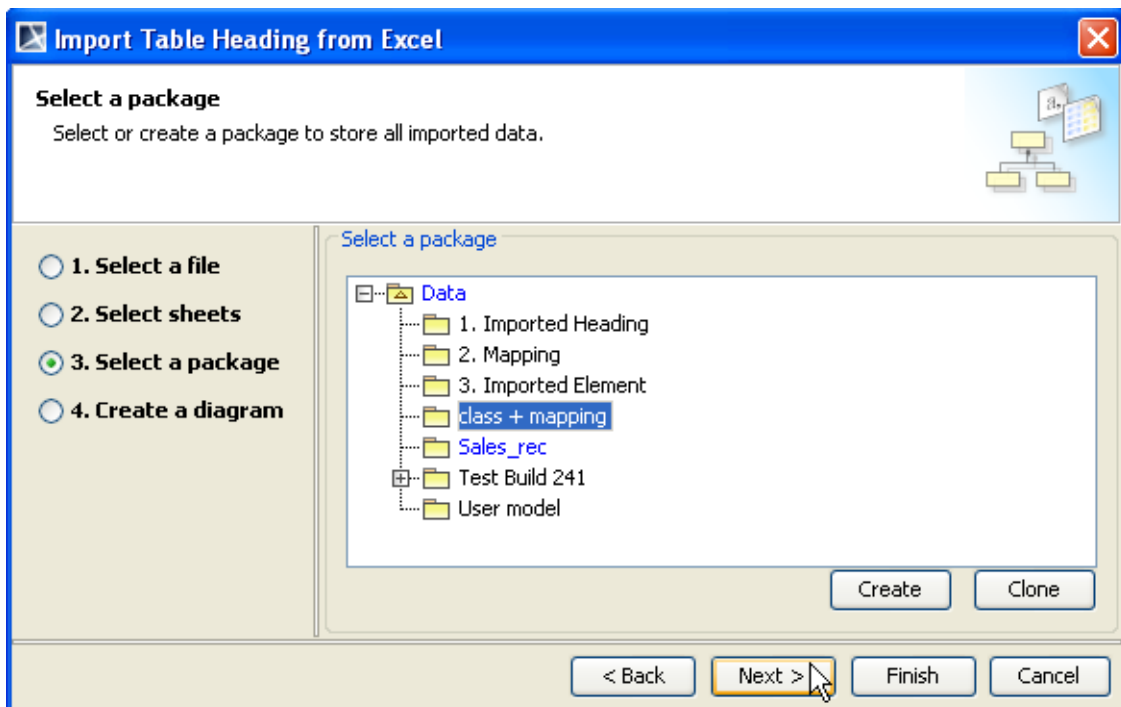 Import Table Heading from Excel
Select a package
Select or create a package to store all imported data.
a,
1. Select a file
2. Select sheets
3. Select a package
4. Create a diagram
Select a package
Data
1. Imported Heading
2. Mapping
3. Imported Element
class + mapping
Sales_rec
Test Build 241
User model
Create
Clone
< Back
Next >
Finish
Cancel